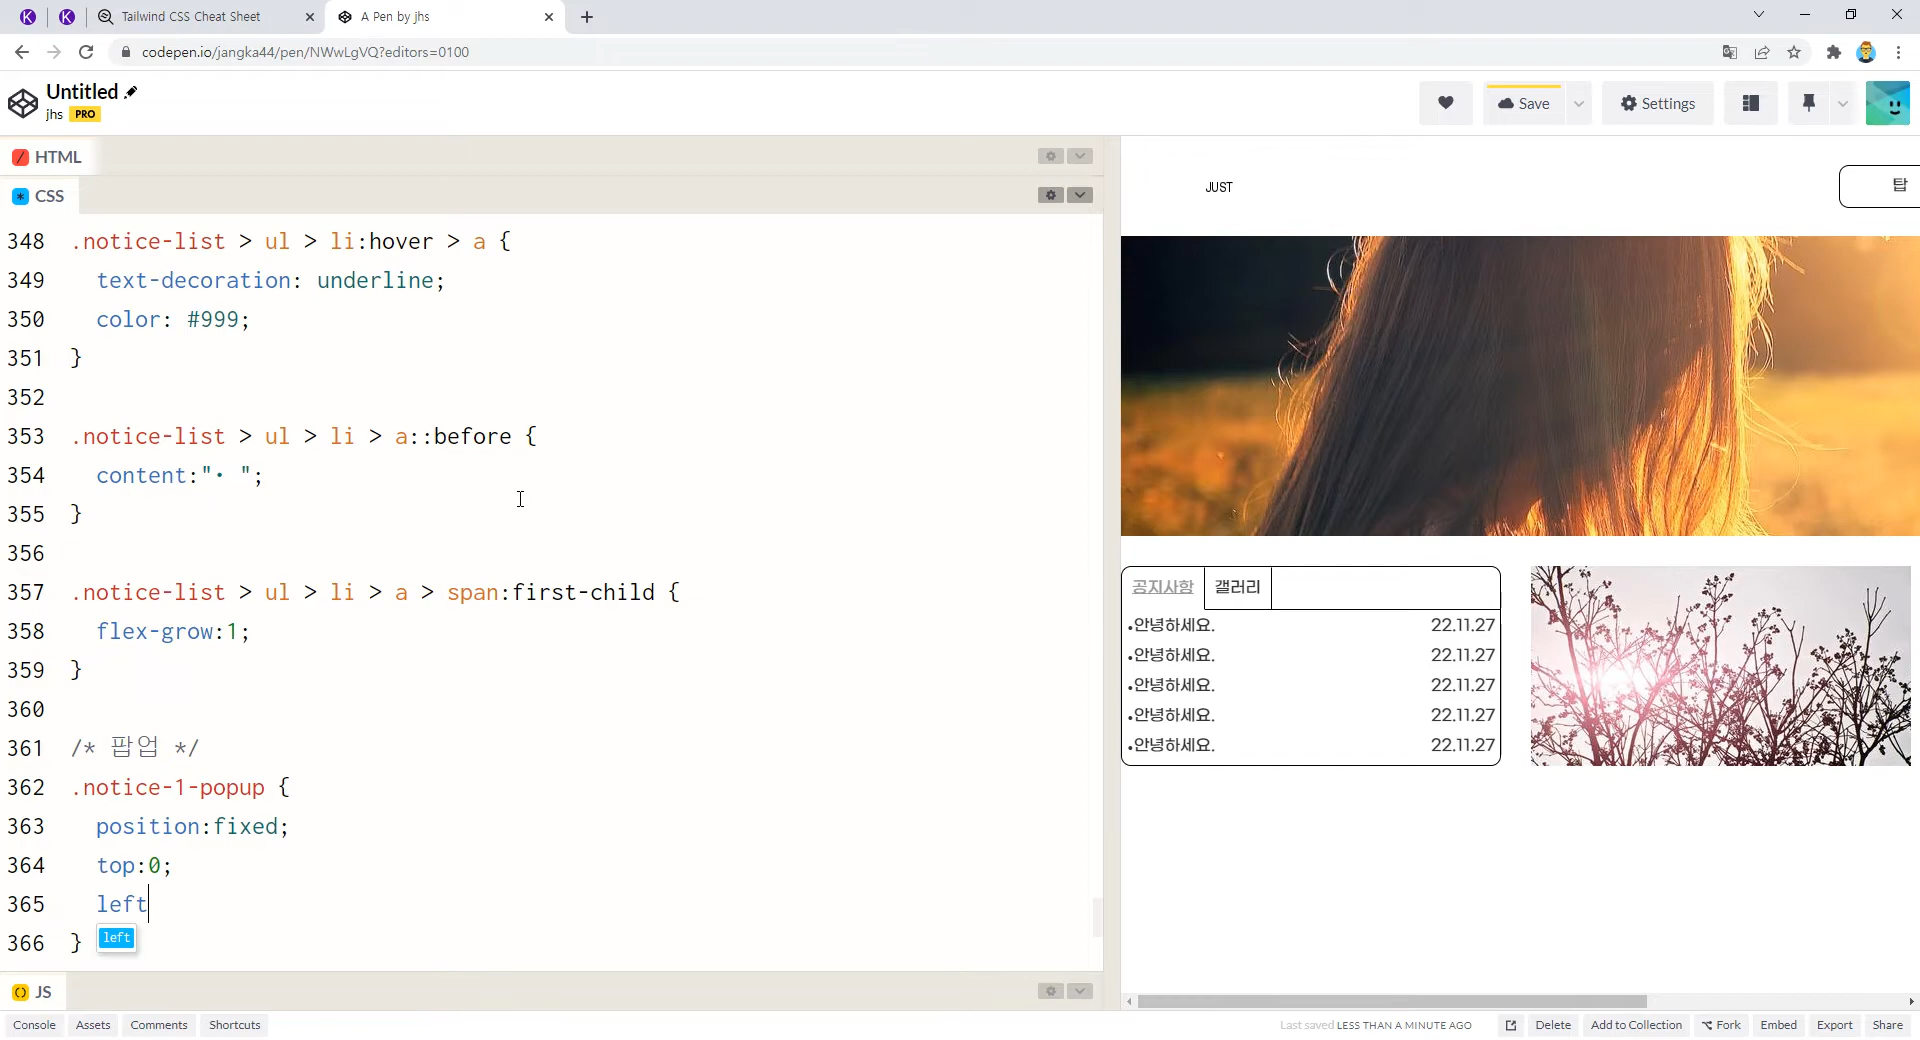 Tailwind CSS Cheat Sheet
A Pen by jhs
codepen.io/jangka44/pen/NWwLgVQ?editors=0100
Untitled
jhs PRO
Save
Settings
HTML
CSS
348 .notice-list > ul > li:hover > a {
349 text-decoration: underline;
350 color: #999;
351 }
352
353 .notice-list > ul > li > a::before {
354 content:"· ";
355 }
356
357 .notice-list > ul > li > a > span:first-child {
358 flex-grow:1;
359 }
360
361 /* 팝업 */
362 .notice-1-popup {
363 position:fixed;
364 top:0;
365 left
366 }
left
JS
JUST
탑
공지사항 갤러리
•안녕하세요. 22.11.27
•안녕하세요. 22.11.27
•안녕하세요. 22.11.27
•안녕하세요. 22.11.27
•안녕하세요. 22.11.27
Console Assets Comments Shortcuts
Last saved LESS THAN A MINUTE AGO
Delete Add to Collection Fork Embed Export Share